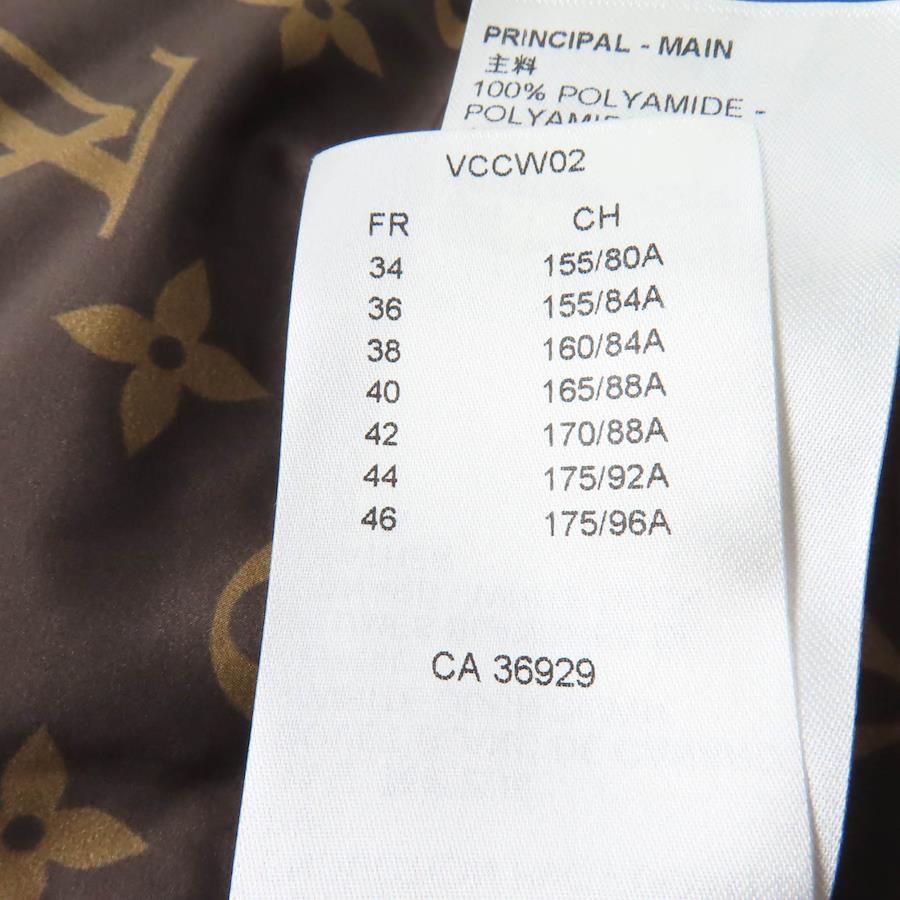 PRINCIPAL - MAIN
主料
100% POLYAMIDE -
POLYAMIDE
VCCW02
FR CH
34 155/80A
36 155/84A
38 160/84A
40 165/88A
42 170/88A
44 175/92A
46 175/96A
CA 36929